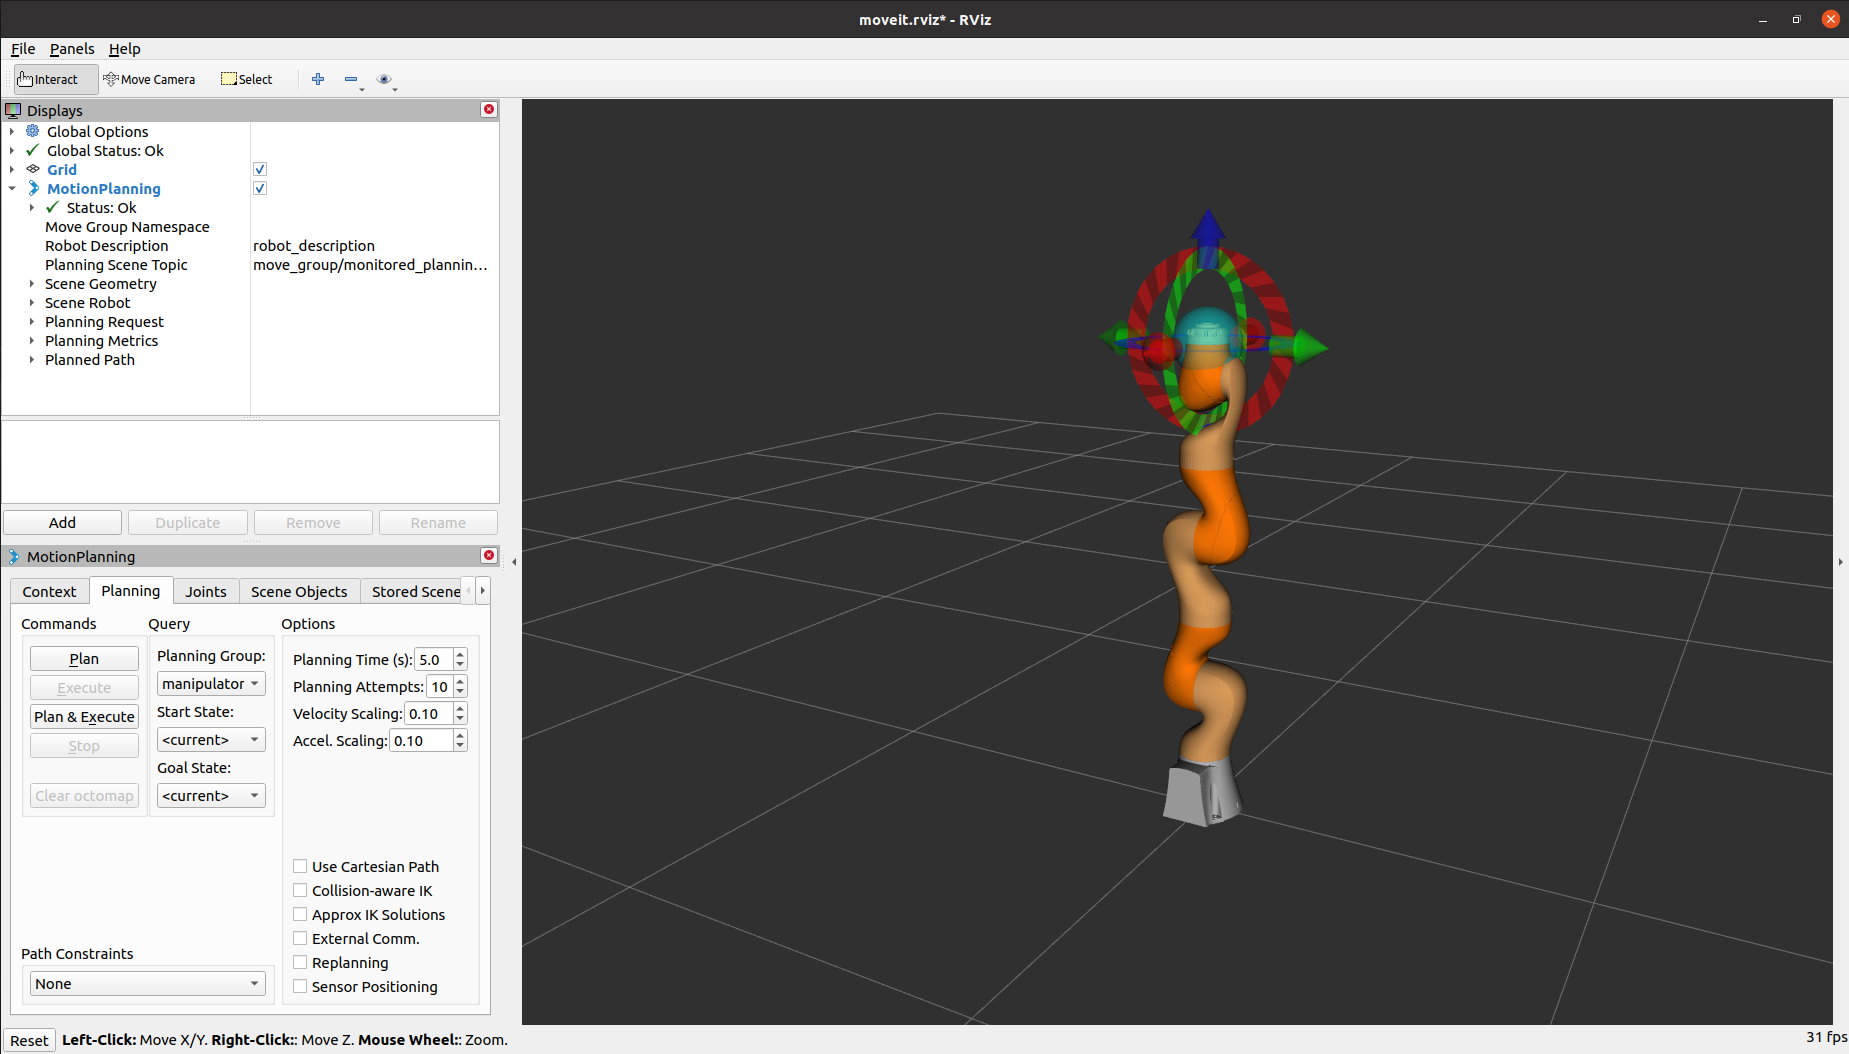 moveit.rviz* - RViz
File Panels Help
Interact Move Camera Select
Displays
Global Options
Global Status: Ok
Grid
MotionPlanning
Status: Ok
Move Group Namespace
Robot Description robot_description
Planning Scene Topic move_group/monitored_plannin...
Scene Geometry
Scene Robot
Planning Request
Planning Metrics
Planned Path
Add Duplicate Remove Rename
MotionPlanning
Context Planning Joints Scene Objects Stored Scene
Commands Query Options
Plan
Execute
Plan & Execute
Stop
Clear octomap
Planning Group:
manipulator
Start State:
<current>
Goal State:
<current>
Planning Time (s): 5.0
Planning Attempts: 10
Velocity Scaling: 0.10
Accel. Scaling: 0.10
Use Cartesian Path
Collision-aware IK
Approx IK Solutions
External Comm.
Replanning
Sensor Positioning
Path Constraints
None
Reset Left-Click: Move X/Y. Right-Click:: Move Z. Mouse Wheel:: Zoom.
31 fps